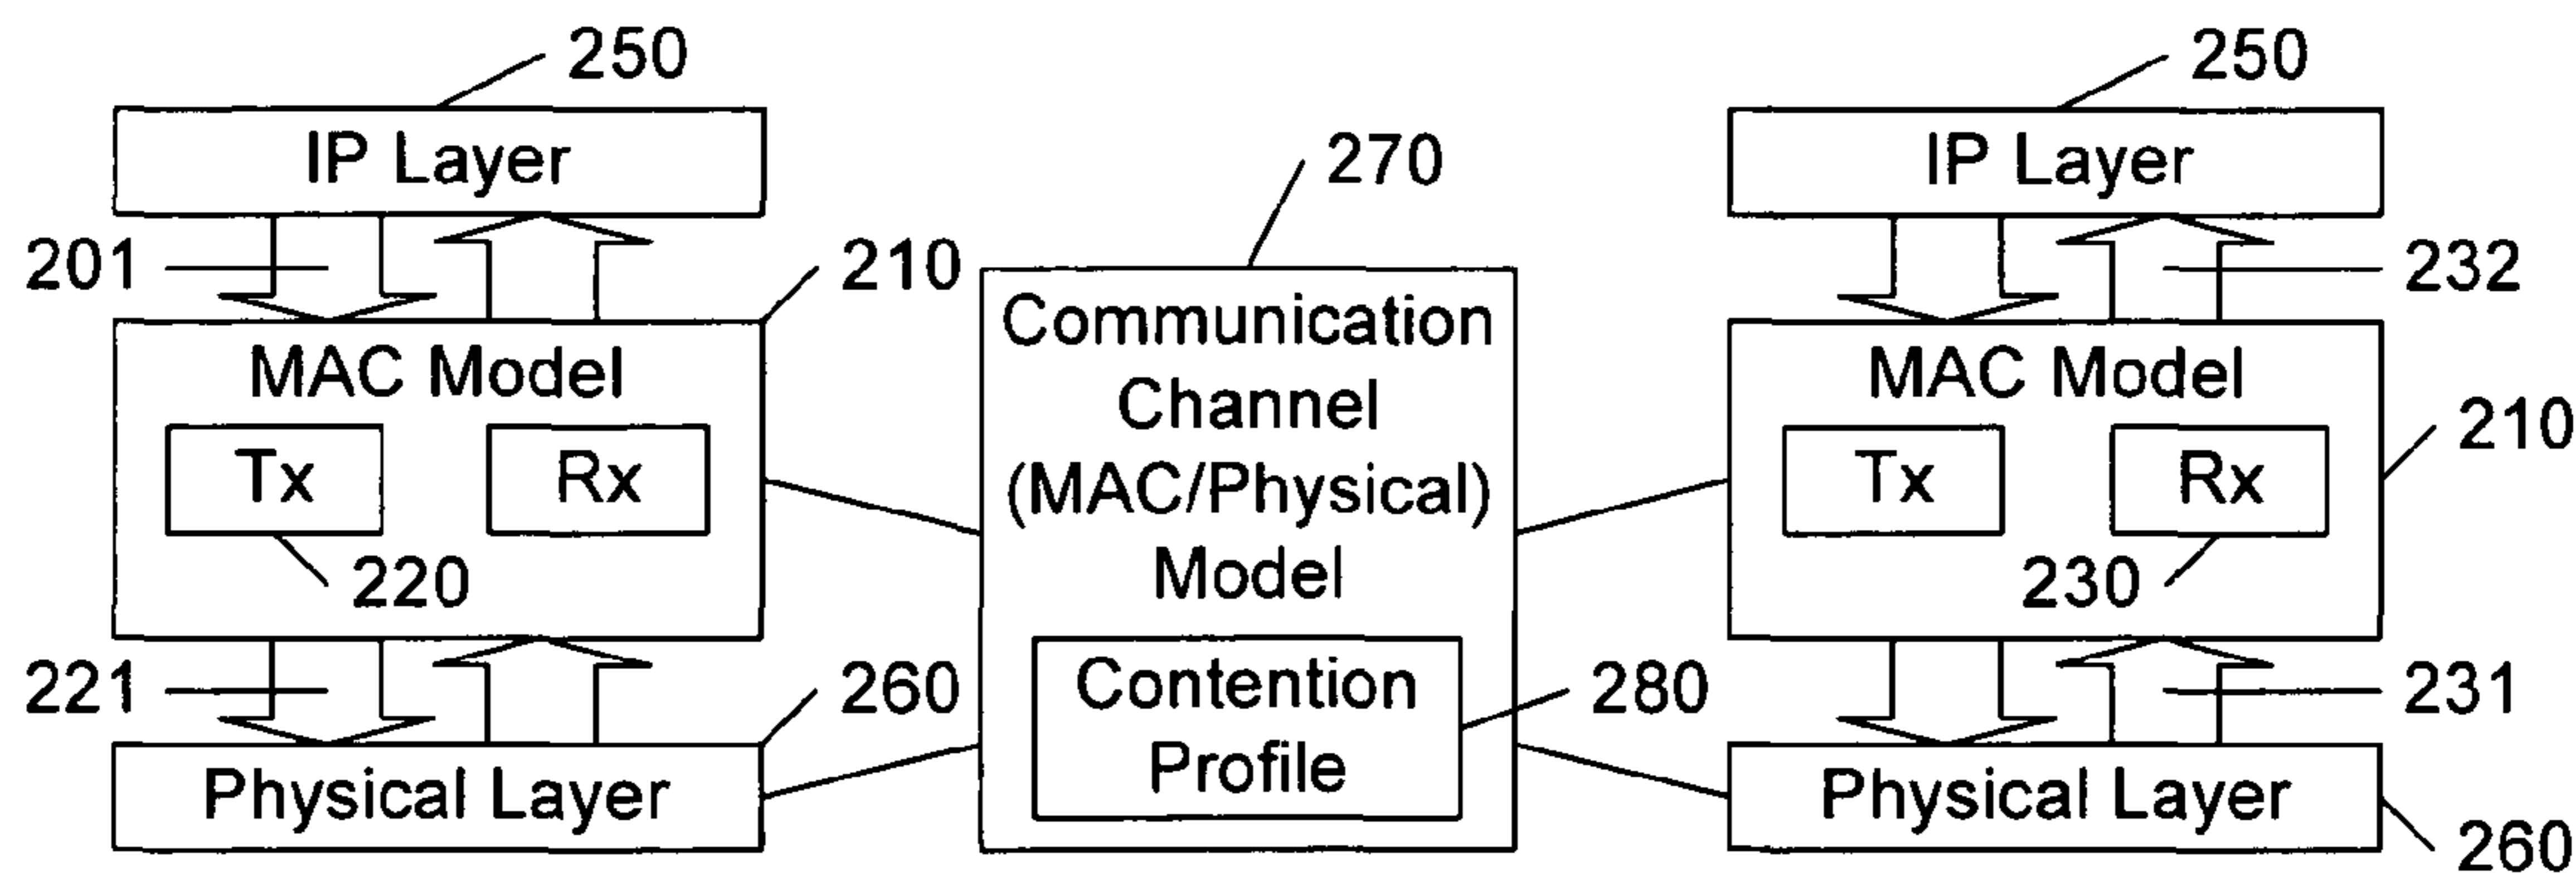 250
IP Layer
201
210
MAC Model
Tx
Rx
220
221
260
Physical Layer
270
Communication
Channel
(MAC/Physical)
Model
Contention
Profile
280
250
IP Layer
232
MAC Model
210
Tx
Rx
230
231
Physical Layer
260